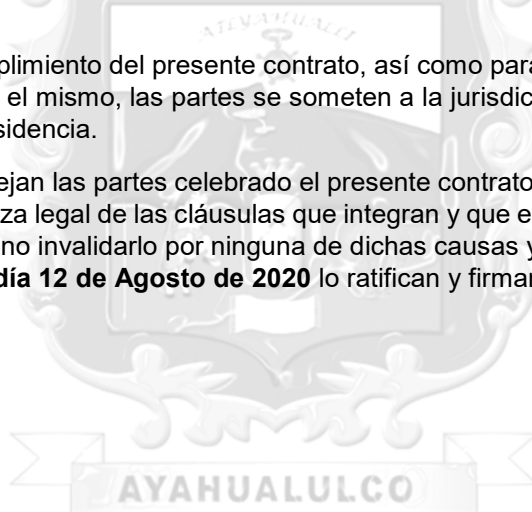 plimiento del presente contrato, así como para
el mismo, las partes se someten a la jurisdic
sidencia.
ejan las partes celebrado el presente contrato
za legal de las cláusulas que integran y que e
no invalidarlo por ninguna de dichas causas y
día 12 de Agosto de 2020 lo ratifican y firman
AYAHUALULCO